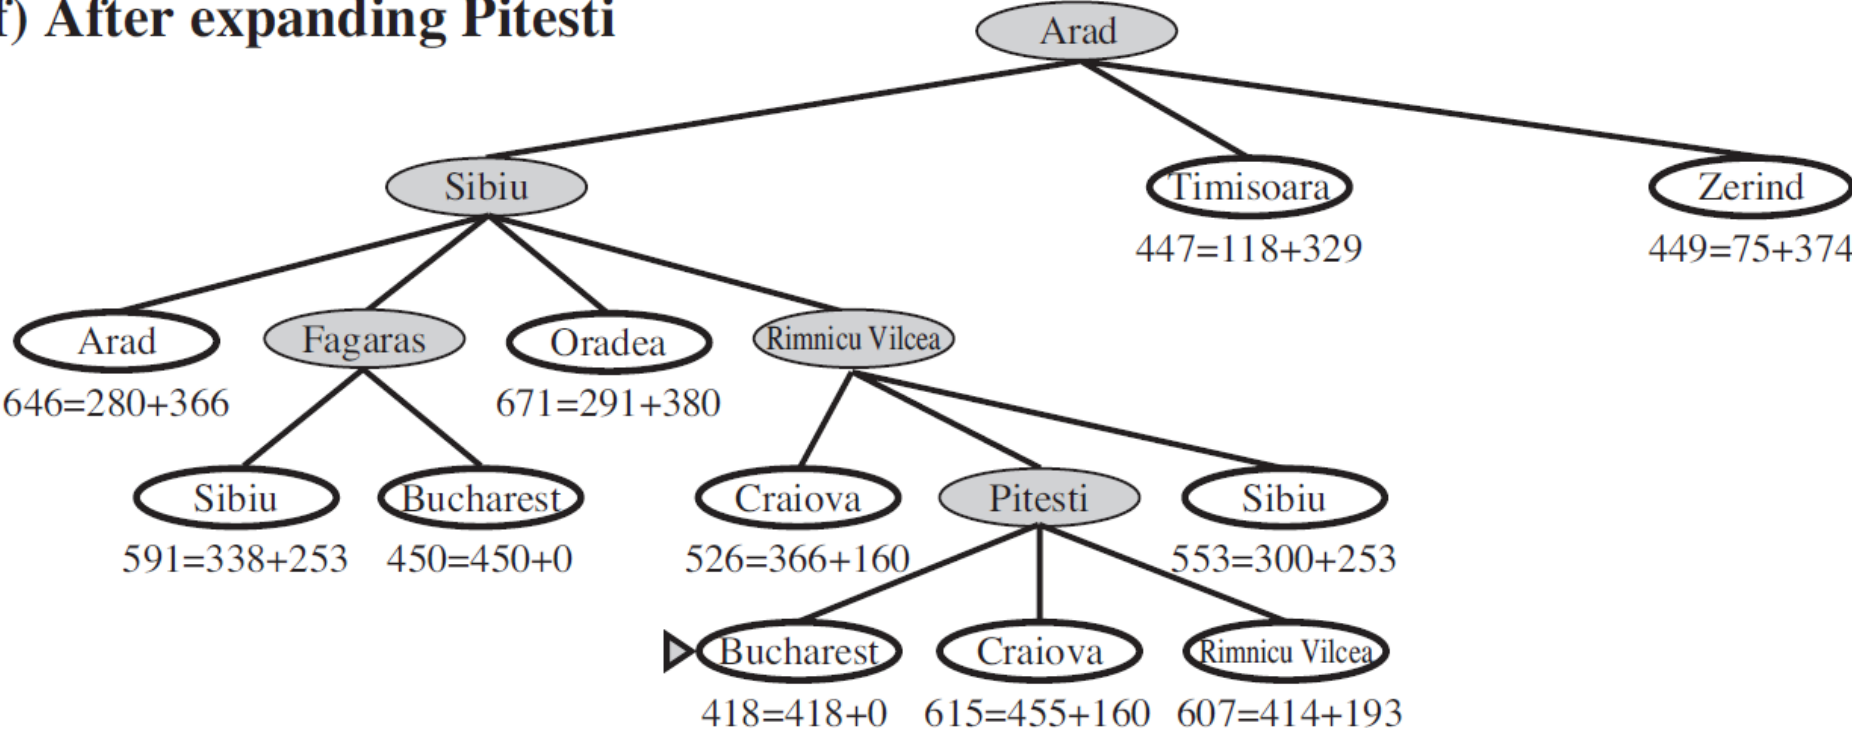 f) After expanding Pitesti
Arad
Sibiu
Timisoara
Zerind
447=118+329
449=75+374
Arad
Fagaras
Oradea
Rimnicu Vilcea
646=280+366
671=291+380
Sibiu
Bucharest
Craiova
Pitesti
Sibiu
591=338+253
450=450+0
526=366+160
553=300+253
Bucharest
Craiova
Rimnicu Vilcea
418=418+0
615=455+160
607=414+193